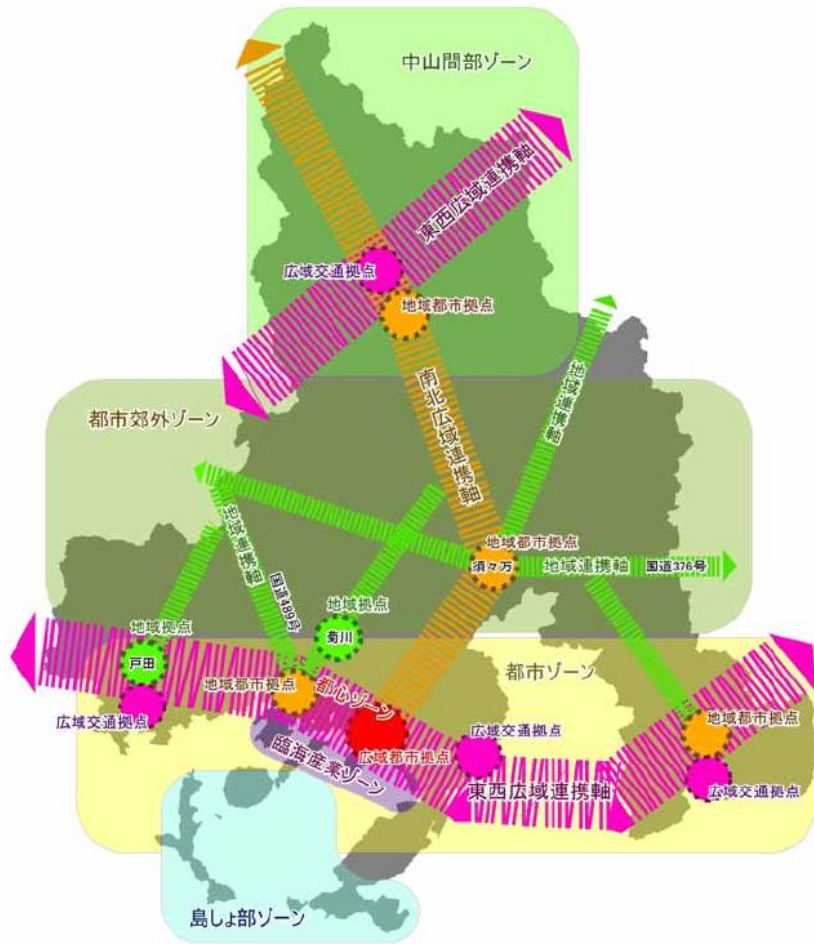 中山間部ゾーン
東西広域連携軸
広域交通拠点
地域都市拠点
地域連携軸
南北広域連携軸
都市郊外ゾーン
地域都市拠点
須々万
地域連携軸
国道376号
地域連携軸
国道489号
地域拠点
菊川
地域拠点
戸田
広域交通拠点
地域都市拠点
都心ゾーン
都市ゾーン
広域都市拠点
広域交通拠点
地域都市拠点
広域交通拠点
臨海産業ゾーン
東西広域連携軸
島しょ部ゾーン